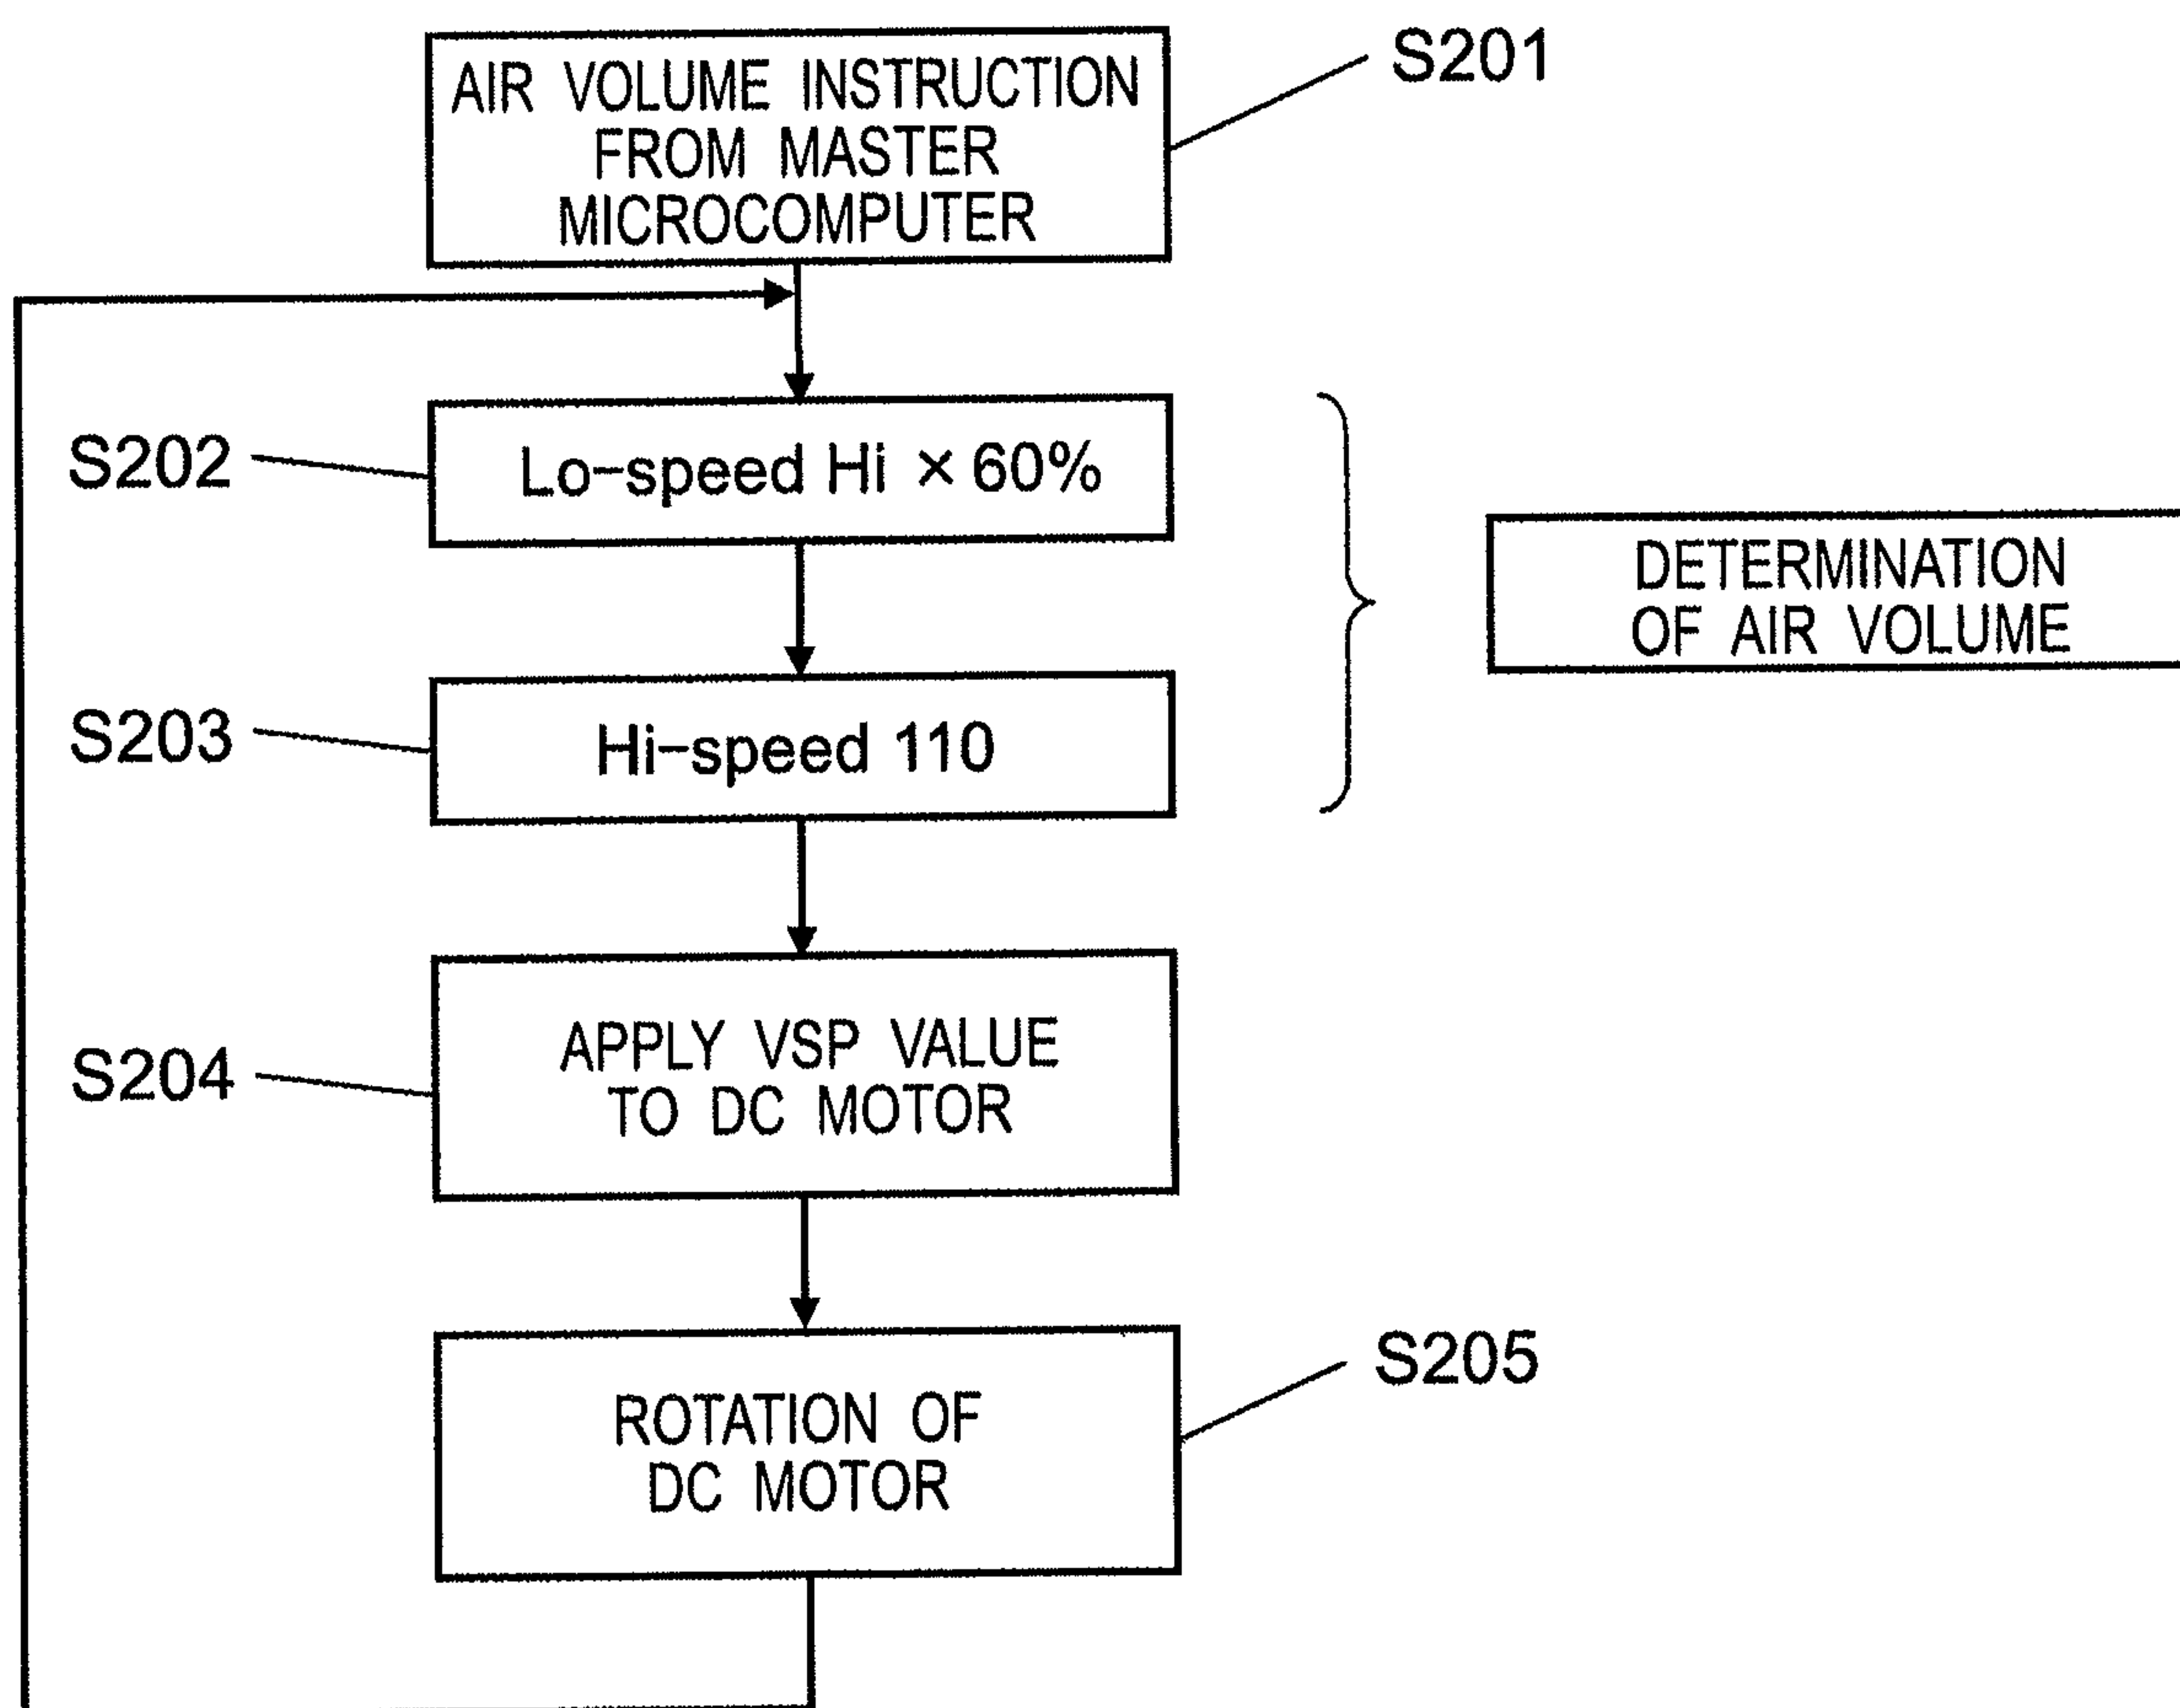 AIR VOLUME INSTRUCTION
FROM MASTER
MICROCOMPUTER
S201
S202
Lo-speed Hi × 60%
DETERMINATION
OF AIR VOLUME
S203
Hi-speed 110
S204
APPLY VSP VALUE
TO DC MOTOR
S205
ROTATION OF
DC MOTOR